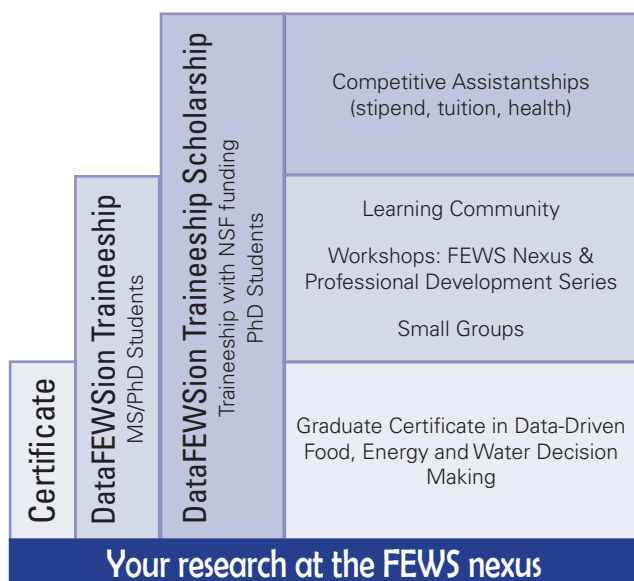 Certificate
DataFEWSion Traineeship
MS/PhD Students
DataFEWSion Traineeship Scholarship
Traineeship with NSF funding
PhD Students
Competitive Assistantships
(stipend, tuition, health)
Learning Community
Workshops: FEWS Nexus &
Professional Development Series
Small Groups
Graduate Certificate in Data-Driven
Food, Energy and Water Decision
Making
Your research at the FEWS nexus